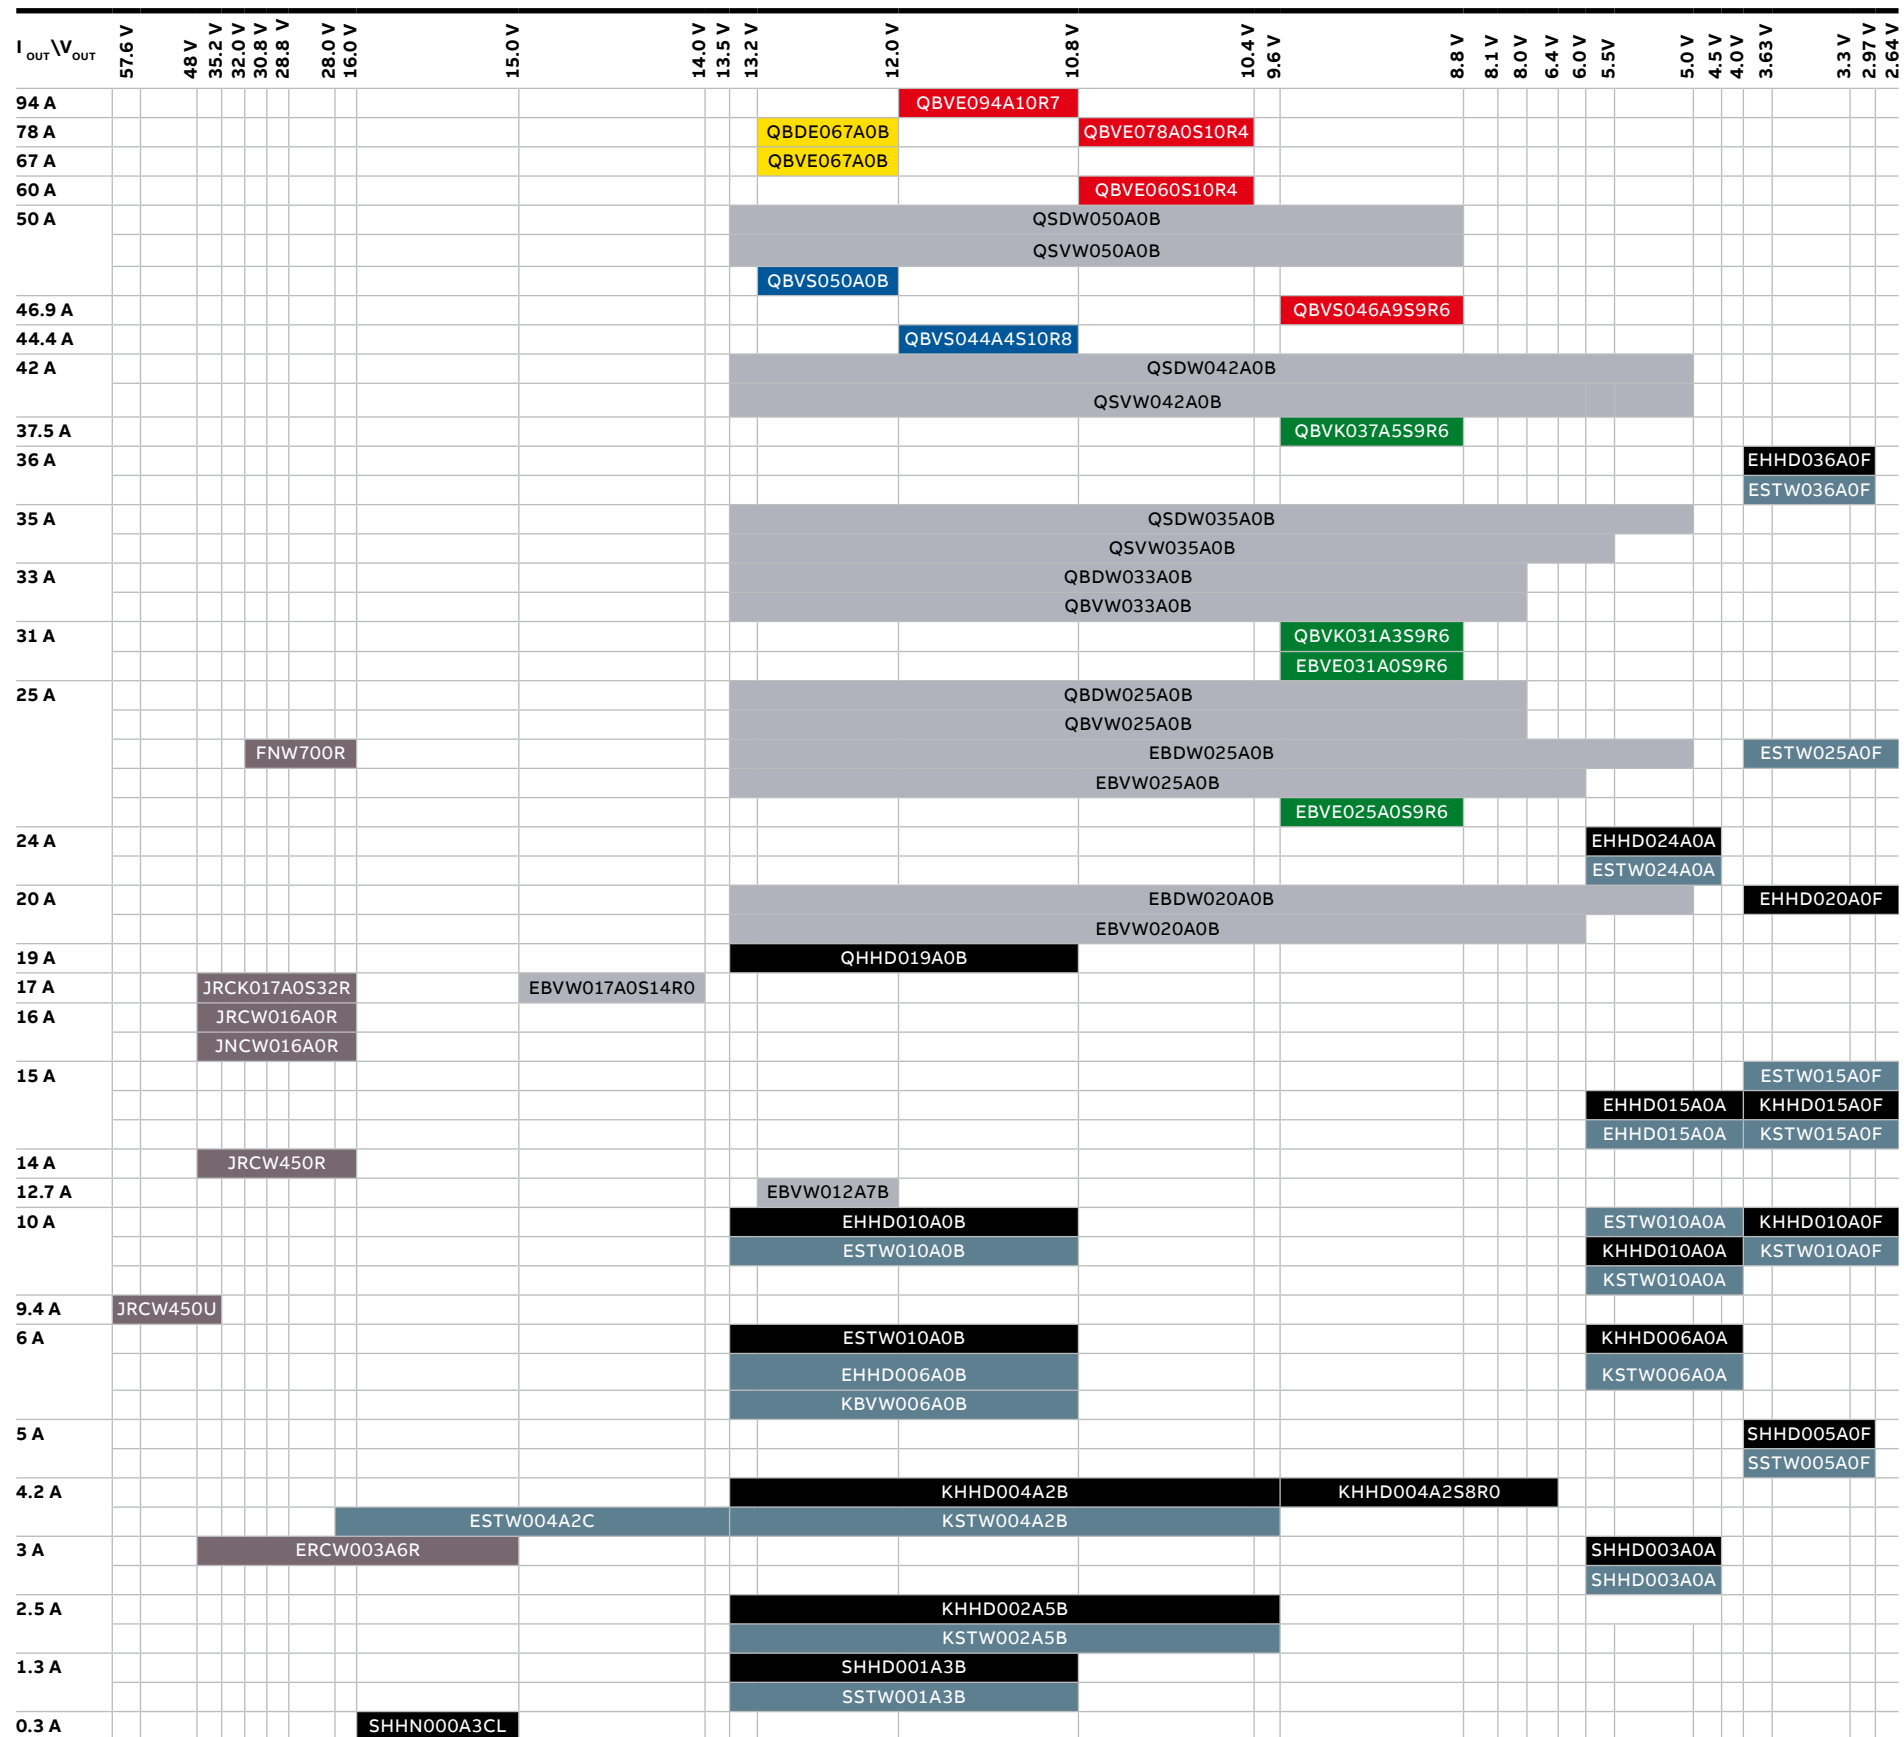 I OUT\VOUT 57.6 V 48 V 35.2 V 32.0 V 30.8 V 28.8 V 28.0 V 16.0 V 15.0 V 14.0 V 13.5 V 13.2 V 12.0 V 10.8 V 10.4 V 9.6 V 8.8 V 8.1 V 8.0 V 6.4 V 6.0 V 5.5V 5.0 V 4.5 V 4.0 V 3.63 V 3.3 V 2.97 V 2.64 V
94 A QBVE094A10R7
78 A QBDE067A0B QBVE078A0S10R4
67 A QBVE067A0B
60 A QBVE060S10R4
50 A QSDW050A0B
QSVW050A0B
QBVS050A0B
46.9 A QBVS046A9S9R6
44.4 A QBVS044A4S10R8
42 A QSDW042A0B
QSVW042A0B
37.5 A QBVK037A5S9R6
36 A EHHD036A0F
ESTW036A0F
35 A QSDW035A0B
QSVW035A0B
33 A QBDW033A0B
QBVW033A0B
31 A QBVK031A3S9R6
EBVE031A0S9R6
25 A QBDW025A0B
QBVW025A0B
FNW700R EBDW025A0B ESTW025A0F
EBVW025A0B
EBVE025A0S9R6
24 A EHHD024A0A
ESTW024A0A
20 A EBDW020A0B EHHD020A0F
EBVW020A0B
19 A QHHD019A0B
17 A JRCK017A0S32R EBVW017A0S14R0
16 A JRCW016A0R
JNCW016A0R
15 A ESTW015A0F
EHHD015A0A KHHD015A0F
EHHD015A0A KSTW015A0F
14 A JRCW450R
12.7 A EBVW012A7B
10 A EHHD010A0B ESTW010A0A KHHD010A0F
ESTW010A0B KHHD010A0A KSTW010A0F
KSTW010A0A
9.4 A JRCW450U
6 A ESTW010A0B KHHD006A0A
EHHD006A0B KSTW006A0A
KBVW006A0B
5 A SHHD005A0F
SSTW005A0F
4.2 A KHHD004A2B KHHD004A2S8R0
ESTW004A2C KSTW004A2B
3 A ERCW003A6R SHHD003A0A
SHHD003A0A
2.5 A KHHD002A5B
KSTW002A5B
1.3 A SHHD001A3B
SSTW001A3B
0.3 A SHHN000A3CL